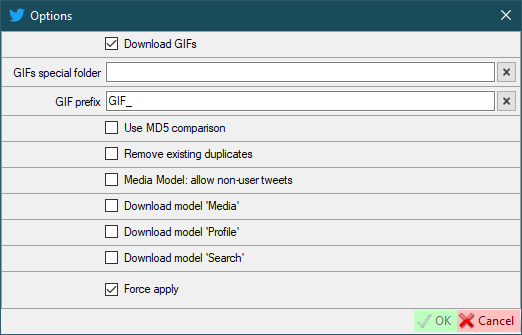 Options
Download GIFs
GIFs special folder
GIF prefix GIF_
Use MD5 comparison
Remove existing duplicates
Media Model: allow non-user tweets
Download model 'Media'
Download model 'Profile'
Download model 'Search'
Force apply
OK Cancel